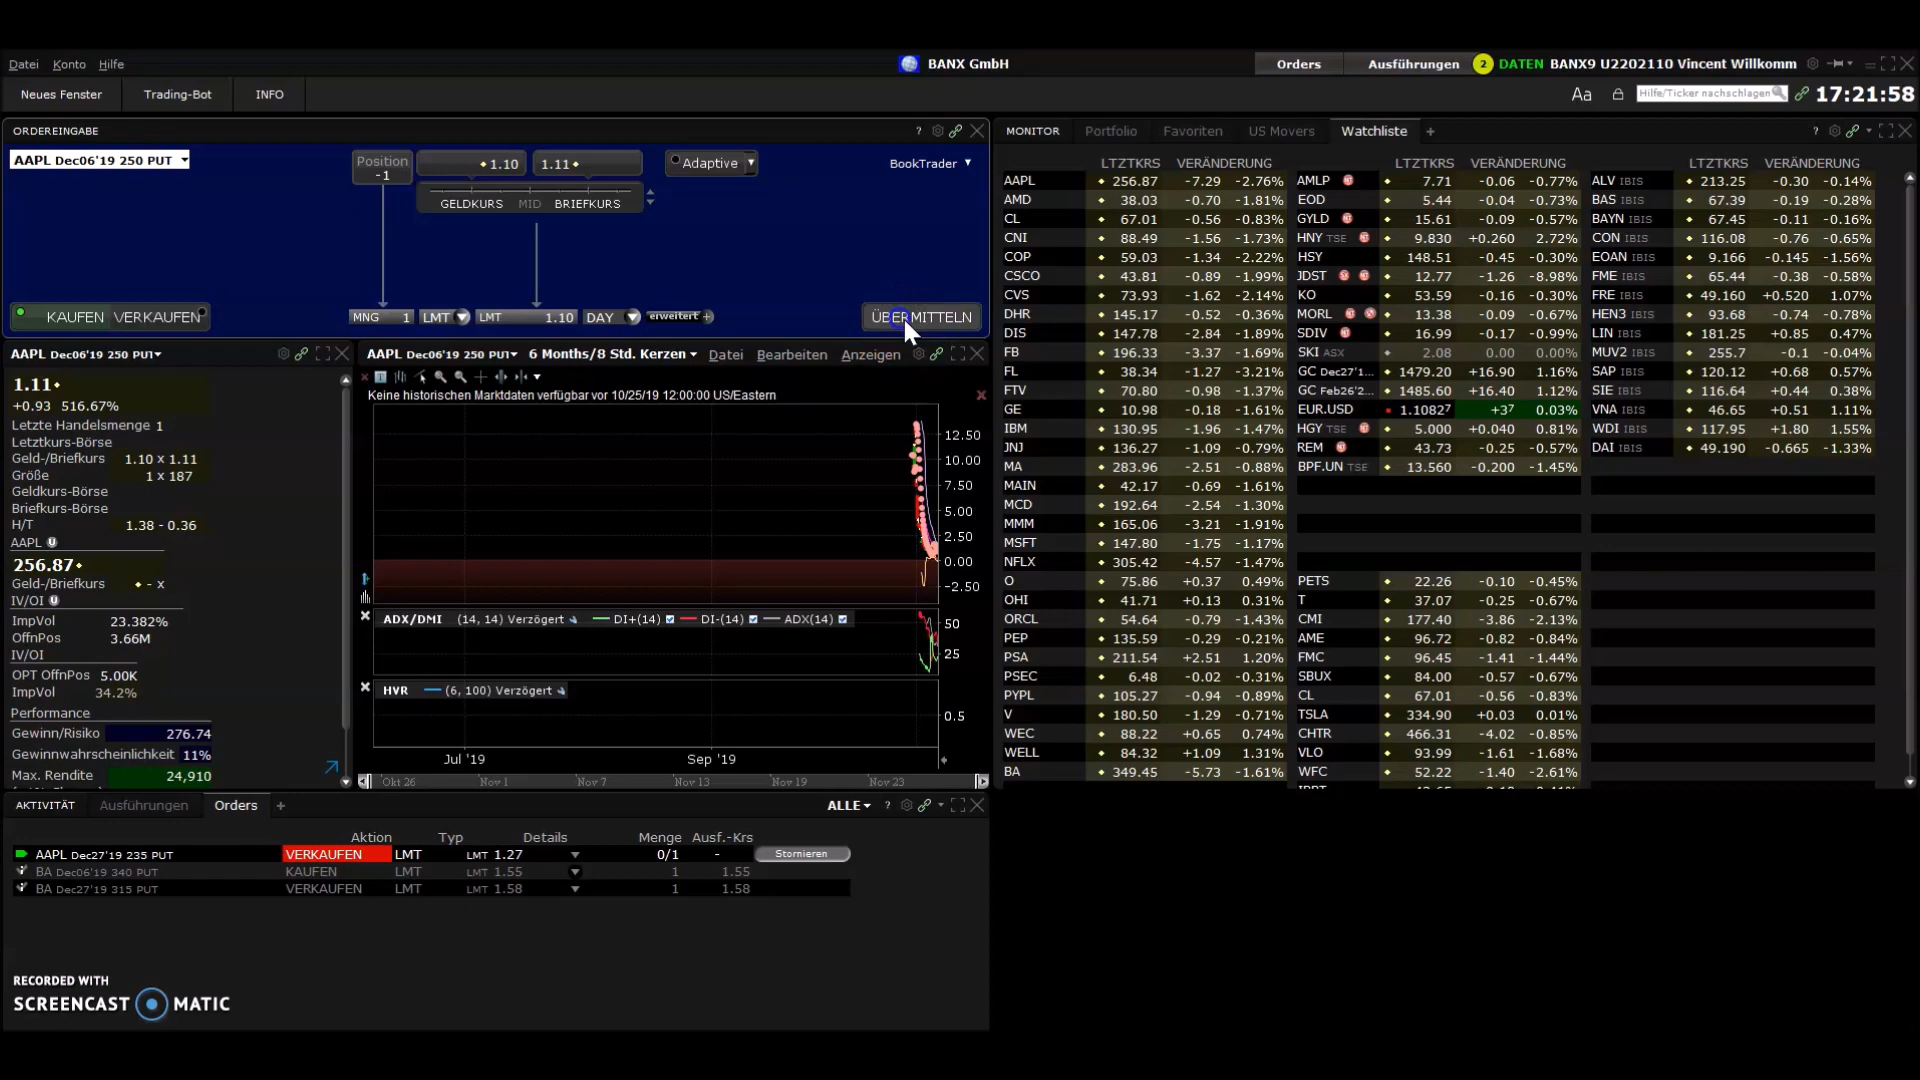 Datei Konto Hilfe BANX GmbH Orders Ausführungen 2 DATEN BANX9 U2202110 Vincent Willkomm
Neues Fenster Trading-Bot INFO Aa Hilfe/Ticker nachschlagen 17:21:58
ORDEREINGABE ?
AAPL Dec06'19 250 PUT Position -1 1.10 1.11 Adaptive BookTrader
GELDKURS MID BRIEFKURS
KAUFEN VERKAUFEN MNG 1 LMT LMT 1.10 DAY erweitert + ÜBERMITTELN
AAPL Dec06'19 250 PUT
1.11
+0.93 516.67%
Letzte Handelsmenge 1
Letztkurs-Börse
Geld-/Briefkurs 1.10 x 1.11
Größe 1 x 187
Geldkurs-Börse
Briefkurs-Börse
H/T 1.38 - 0.36
AAPL U
256.87
Geld-/Briefkurs - x
IV/OI U
ImpVol 23.382%
OffnPos 3.66M
IV/OI
OPT OffnPos 5.00K
ImpVol 34.2%
Performance
Gewinn/Risiko 276.74
Gewinnwahrscheinlichkeit 11%
Max. Rendite 24,910
AAPL Dec06'19 250 PUT 6 Months/8 Std. Kerzen Datei Bearbeiten Anzeigen
Keine historischen Marktdaten verfügbar vor 10/25/19 12:00:00 US/Eastern
12.50
10.00
7.50
5.00
2.50
0.00
-2.50
ADX/DMI (14, 14) Verzögert DI+(14) DI-(14) ADX(14)
50
25
HVR (6, 100) Verzögert
0.5
Jul '19 Sep '19
Okt 26 Nov 1 Nov 7 Nov 13 Nov 19 Nov 23
MONITOR Portfolio Favoriten US Movers Watchliste + ?
LTZTKRS VERÄNDERUNG LTZTKRS VERÄNDERUNG LTZTKRS VERÄNDERUNG
AAPL 256.87 -7.29 -2.76% AMLP 7.71 -0.06 -0.77% ALV IBIS 213.25 -0.30 -0.14%
AMD 38.03 -0.70 -1.81% EOD 5.44 -0.04 -0.73% BAS IBIS 67.39 -0.19 -0.28%
CL 67.01 -0.56 -0.83% GYLD 15.61 -0.09 -0.57% BAYN IBIS 67.45 -0.11 -0.16%
CNI 88.49 -1.56 -1.73% HNY TSE 9.830 +0.260 2.72% CON IBIS 116.08 -0.76 -0.65%
COP 59.03 -1.34 -2.22% HSY 148.51 -0.45 -0.30% EOAN IBIS 9.166 -0.145 -1.56%
CSCO 43.81 -0.89 -1.99% JDST 12.77 -1.26 -8.98% FME IBIS 65.44 -0.38 -0.58%
CVS 73.93 -1.62 -2.14% KO 53.59 -0.16 -0.30% FRE IBIS 49.160 +0.520 1.07%
DHR 145.17 -0.52 -0.36% MORL 13.38 -0.09 -0.67% HEN3 IBIS 93.68 -0.74 -0.78%
DIS 147.78 -2.84 -1.89% SDIV 16.99 -0.17 -0.99% LIN IBIS 181.25 +0.85 0.47%
FB 196.33 -3.37 -1.69% SKI ASX 2.08 0.00 0.00% MUV2 IBIS 255.7 -0.1 -0.04%
FL 38.34 -1.27 -3.21% GC Dec27'1... 1479.20 +16.90 1.16% SAP IBIS 120.12 +0.68 0.57%
FTV 70.80 -0.98 -1.37% GC Feb26'2... 1485.60 +16.40 1.12% SIE IBIS 116.64 +0.44 0.38%
GE 10.98 -0.18 -1.61% EUR.USD 1.10827 +37 0.03% VNA IBIS 46.65 +0.51 1.11%
IBM 130.95 -1.96 -1.47% HGY TSE 5.000 +0.040 0.81% WDI IBIS 117.95 +1.80 1.55%
JNJ 136.27 -1.09 -0.79% REM 43.73 -0.25 -0.57% DAI IBIS 49.190 -0.665 -1.33%
MA 283.96 -2.51 -0.88% BPF.UN TSE 13.560 -0.200 -1.45%
MAIN 42.17 -0.69 -1.61%
MCD 192.64 -2.54 -1.30%
MMM 165.06 -3.21 -1.91%
MSFT 147.80 -1.75 -1.17%
NFLX 305.42 -4.57 -1.47%
O 75.86 +0.37 0.49% PETS 22.26 -0.10 -0.45%
OHI 41.71 +0.13 0.31% T 37.07 -0.25 -0.67%
ORCL 54.64 -0.79 -1.43% CMI 177.40 -3.86 -2.13%
PEP 135.59 -0.29 -0.21% AME 96.72 -0.82 -0.84%
PSA 211.54 +2.51 1.20% FMC 96.45 -1.41 -1.44%
PSEC 6.48 -0.02 -0.31% SBUX 84.00 -0.57 -0.67%
PYPL 105.27 -0.94 -0.89% CL 67.01 -0.56 -0.83%
V 180.50 -1.29 -0.71% TSLA 334.90 +0.03 0.01%
WEC 88.22 +0.65 0.74% CHTR 466.31 -4.02 -0.85%
WELL 84.32 +1.09 1.31% VLO 93.99 -1.61 -1.68%
BA 349.45 -5.73 -1.61% WFC 52.22 -1.40 -2.61%
AKTIVITÄT Ausführungen Orders + ALLE ?
Aktion Typ Details Menge Ausf.-Krs
AAPL Dec27'19 235 PUT VERKAUFEN LMT LMT 1.27 0/1 - Stornieren
BA Dec06'19 340 PUT KAUFEN LMT LMT 1.55 1 1.55
BA Dec27'19 315 PUT VERKAUFEN LMT LMT 1.58 1 1.58
RECORDED WITH
SCREENCAST MATIC